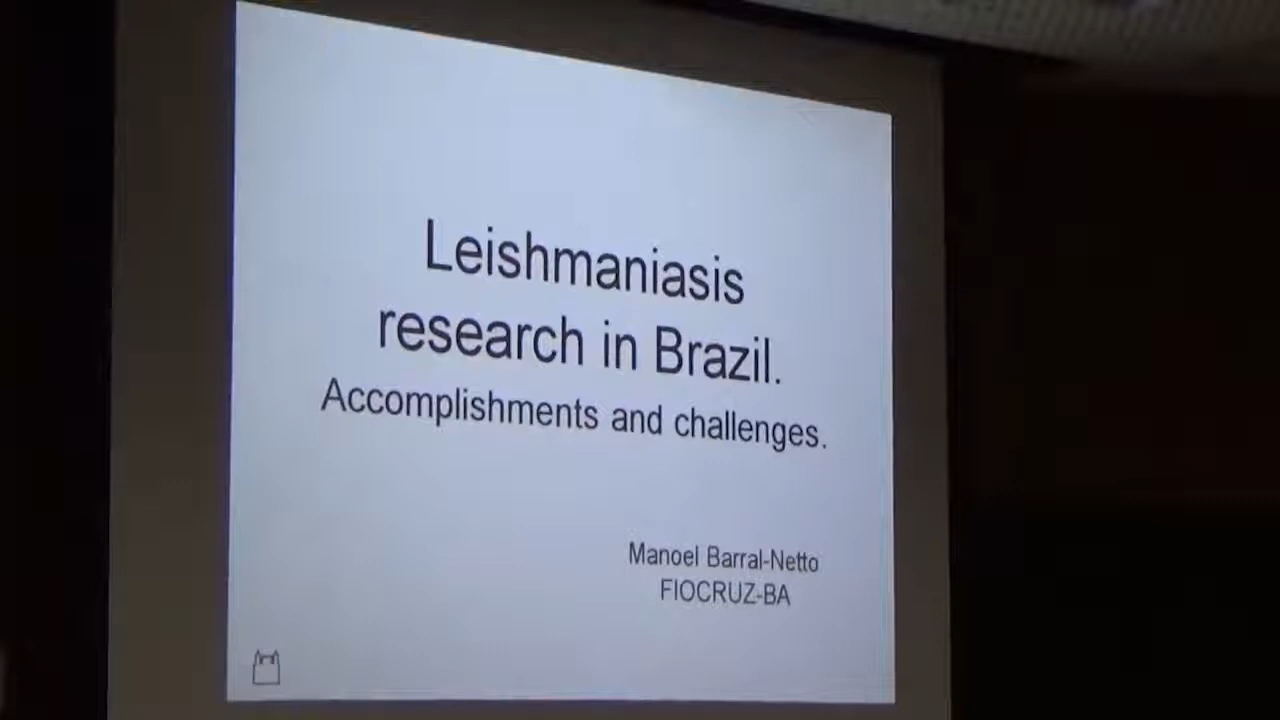 Leishmaniasis
research in Brazil.
Accomplishments and challenges.
Manoel Barral-Netto
FIOCRUZ-BA